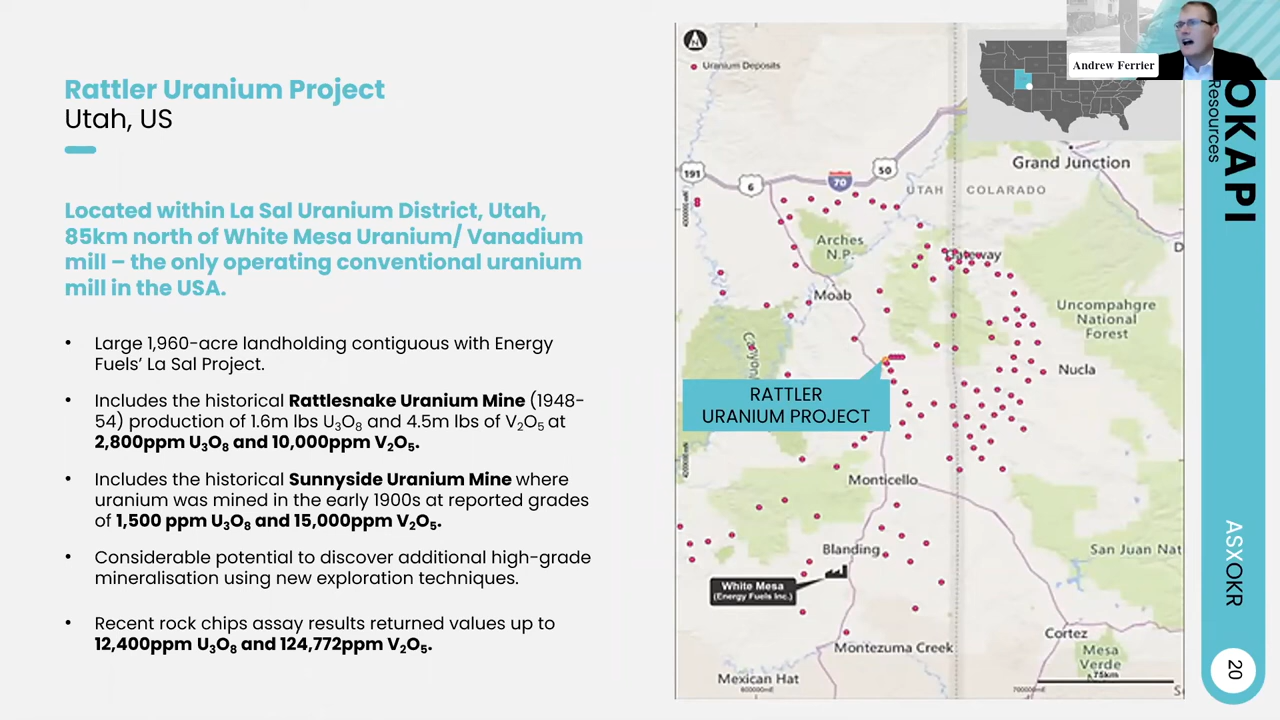 Rattler Uranium Project
Utah, US
Located within La Sal Uranium District, Utah,
85km north of White Mesa Uranium/ Vanadium
mill – the only operating conventional uranium
mill in the USA.
• Large 1,960-acre landholding contiguous with Energy
Fuels' La Sal Project.
• Includes the historical Rattlesnake Uranium Mine (1948-
54) production of 1.6m lbs U₃O₈ and 4.5m lbs of V₂O₅ at
2,800ppm U₃O₈ and 10,000ppm V₂O₅.
• Includes the historical Sunnyside Uranium Mine where
uranium was mined in the early 1900s at reported grades
of 1,500 ppm U₃O₈ and 15,000ppm V₂O₅.
• Considerable potential to discover additional high-grade
mineralisation using new exploration techniques.
• Recent rock chips assay results returned values up to
12,400ppm U₃O₈ and 124,772ppm V₂O₅.
N
Uranium Deposits
Grand Junction
191
6
70
50
UTAH
COLORADO
Arches
N.P.
Gateway
Moab
Uncompahgre
National
Forest
Nucla
RATTLER
URANIUM PROJECT
Monticello
Blanding
San Juan Nat
White Mesa
(Energy Fuels Inc.)
Cortez
Montezuma Creek
Mesa
Verde
75km
Mexican Hat
600000mE
700000mE
Andrew Ferrier
OKAPI
Resources
ASXOKR
20